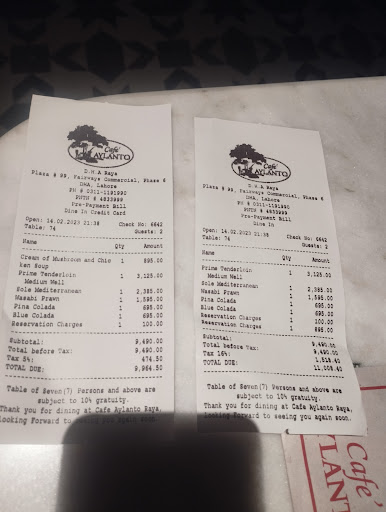 Cafe'
AYLANTO
D.H.A Raya
Plaza # 99, Fairways Commercial, Phase 6
DHA, Lahore
PH # 0311-1191990
PNTN # 4833999
Pre-Payment Bill
Dine In Credit Card
Open: 14.02.2023 21:38 Check No: 6642
Table: 74 Guests: 2
Name Qty Amount
Cream of Mushroom and Chic 1 895.00
ken Soup
Prime Tenderloin 1 3,125.00
Medium Well
Sole Mediterranean 1 2,385.00
Wasabi Prawn 1 1,595.00
Pina Colada 1 695.00
Blue Colada 1 695.00
Reservation Charges 1 100.00
Subtotal: 9,490.00
Total before Tax: 9,490.00
Tax 5%: 474.50
TOTAL DUE: 9,964.50
Table of Seven(7) Persons and above are
subject to 10% gratuity.
Thank you for dining at Cafe Aylanto Raya,
Looking Forward to seeing you again soon
Cafe'
AYLANTO
D.H.A Raya
Plaza # 99, Fairways Commercial, Phase 6
DHA, Lahore
PH # 0311-1191990
PNTN # 4833999
Pre-Payment Bill
Dine In
Open: 14.02.2023 21:38 Check No: 6642
Table: 74 Guests: 2
Name Qty Amount
Prime Tenderloin 1 3,125.00
Medium Well
Sole Mediterranean 1 2,385.00
Wasabi Prawn 1 1,595.00
Pina Colada 1 695.00
Blue Colada 1 695.00
Reservation Charges 1 100.00
1 895.00
Subtotal: 9,490.00
Total before Tax: 9,490.00
Tax 16%: 1,518.40
TOTAL DUE: 11,008.40
Table of Seven(7) Persons and above are
subject to 10% gratuity.
Thank you for dining at Cafe Aylanto Raya,
Looking Forward to seeing you again soon
Cafe'
YLANT